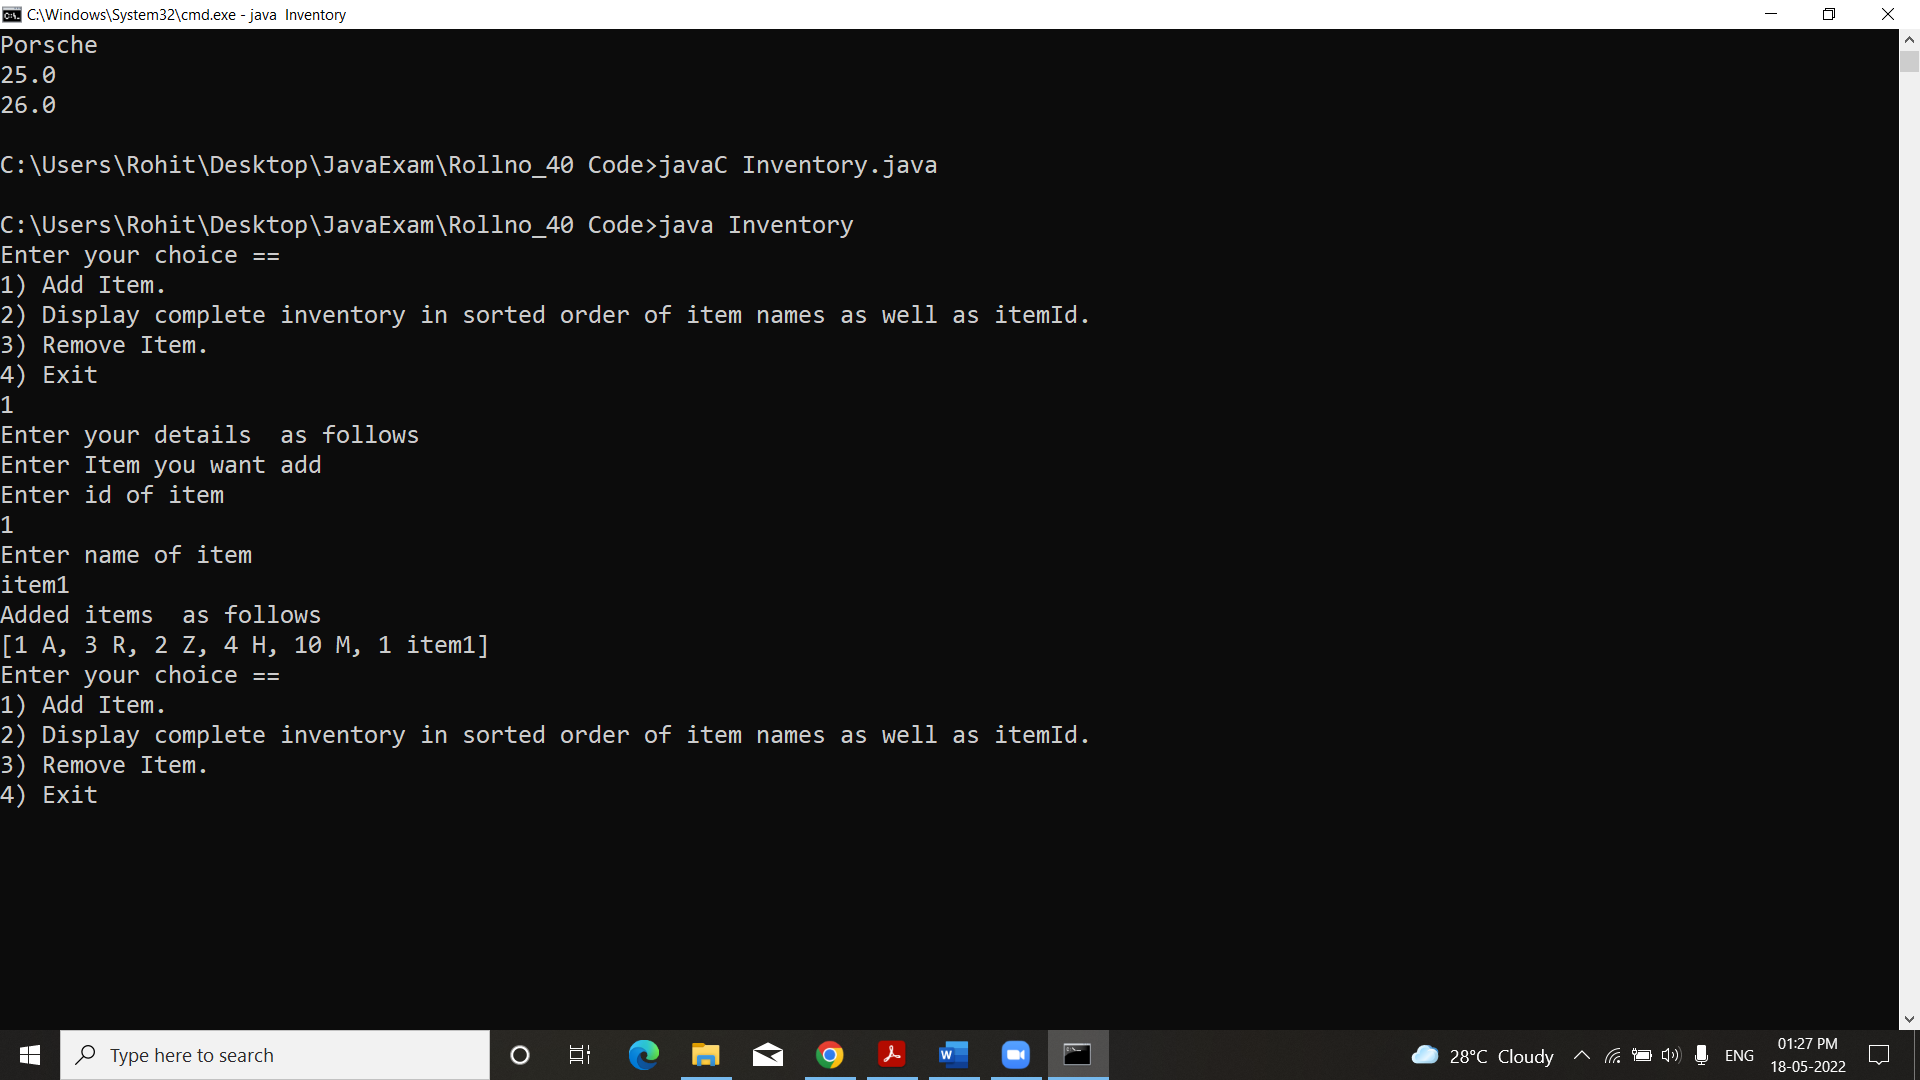 C:\Windows\System32\cmd.exe - java  Inventory
Porsche
25.0
26.0
C:\Users\Rohit\Desktop\JavaExam\Rollno_40 Code>javaC Inventory.java
C:\Users\Rohit\Desktop\JavaExam\Rollno_40 Code>java Inventory
Enter your choice ==
1) Add Item.
2) Display complete inventory in sorted order of item names as well as itemId.
3) Remove Item.
4) Exit
1
Enter your details  as follows
Enter Item you want add
Enter id of item
1
Enter name of item
item1
Added items  as follows
[1 A, 3 R, 2 Z, 4 H, 10 M, 1 item1]
Enter your choice ==
1) Add Item.
2) Display complete inventory in sorted order of item names as well as itemId.
3) Remove Item.
4) Exit
Type here to search
28°C  Cloudy
ENG
01:27 PM
18-05-2022